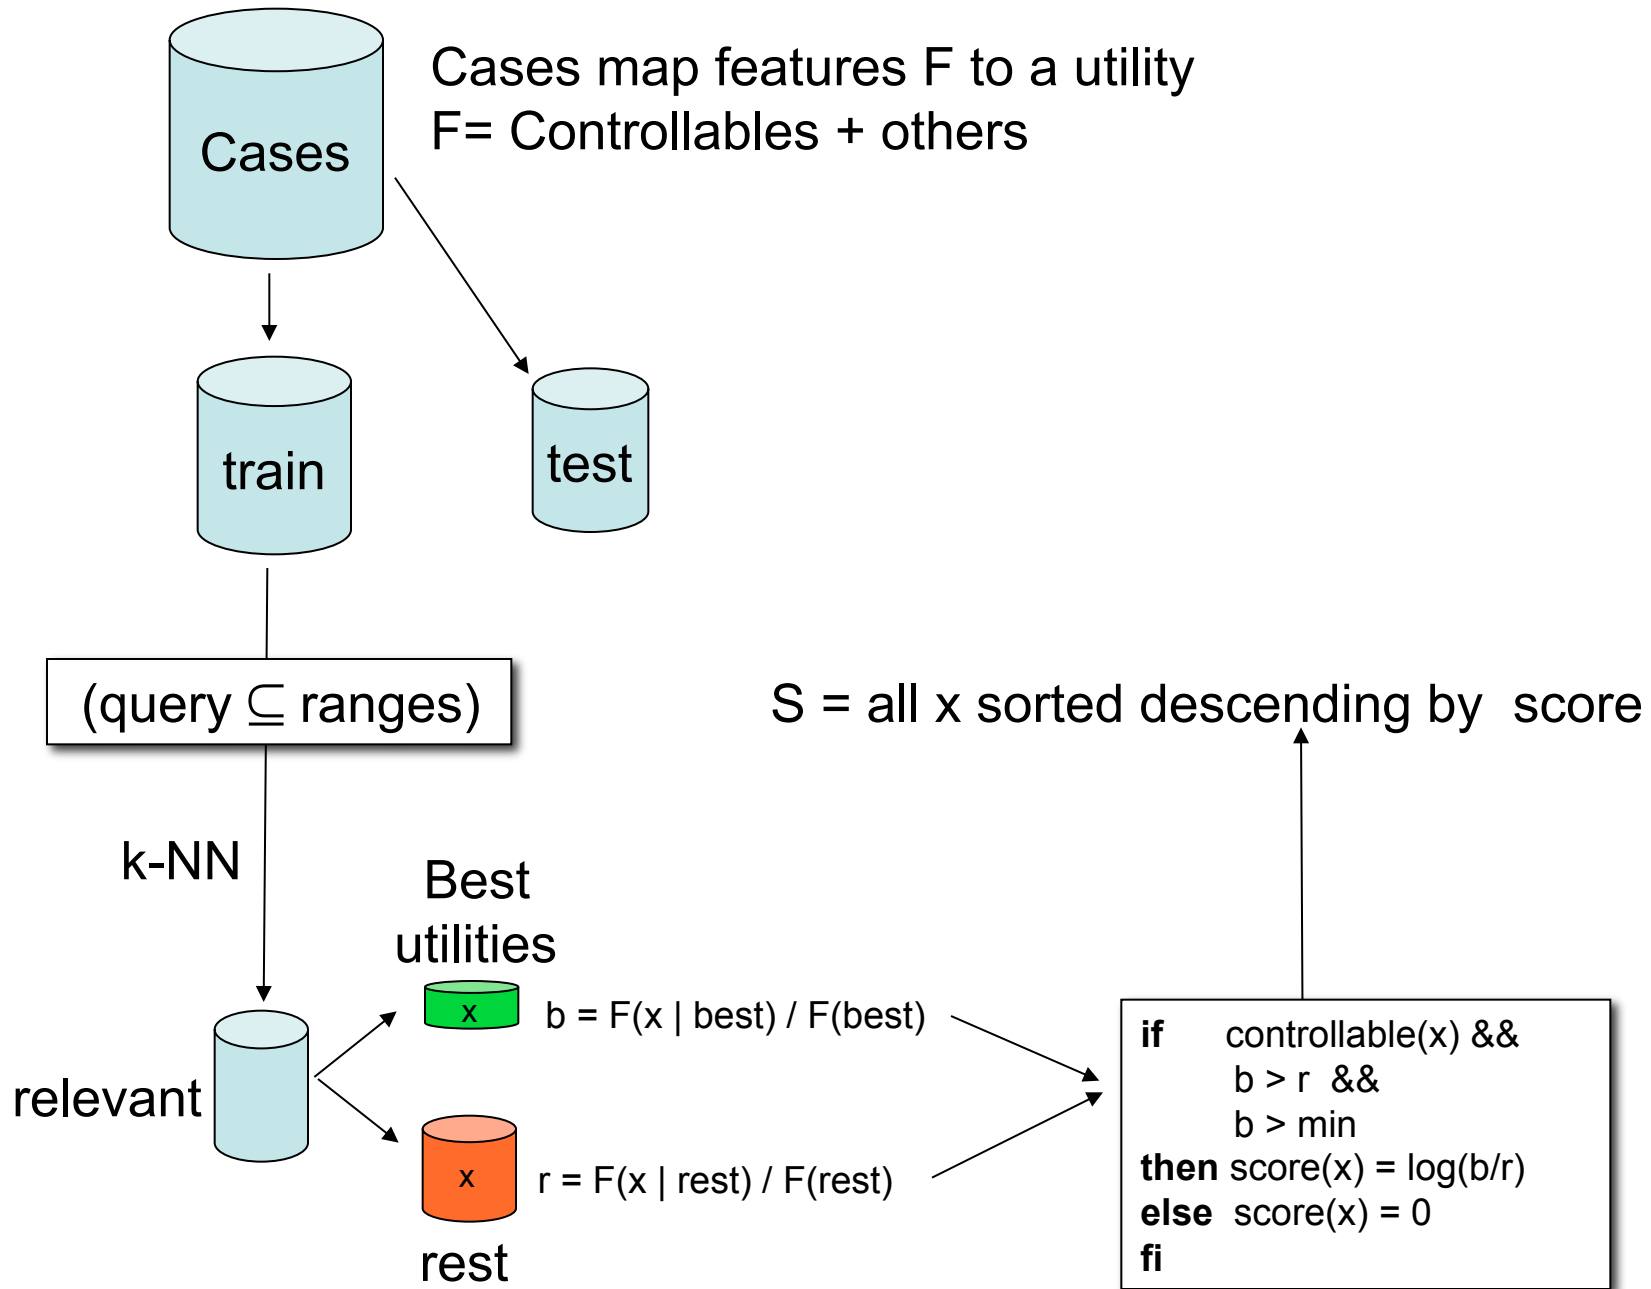 Cases map features F to a utility
F= Controllables + others
Cases
train
test
(query ⊆ ranges)
S = all x sorted descending by score
k-NN
Best
utilities
x
b = F(x | best) / F(best)
relevant
x
r = F(x | rest) / F(rest)
rest
if controllable(x) &&
b > r &&
b > min
then score(x) = log(b/r)
else score(x) = 0
fi